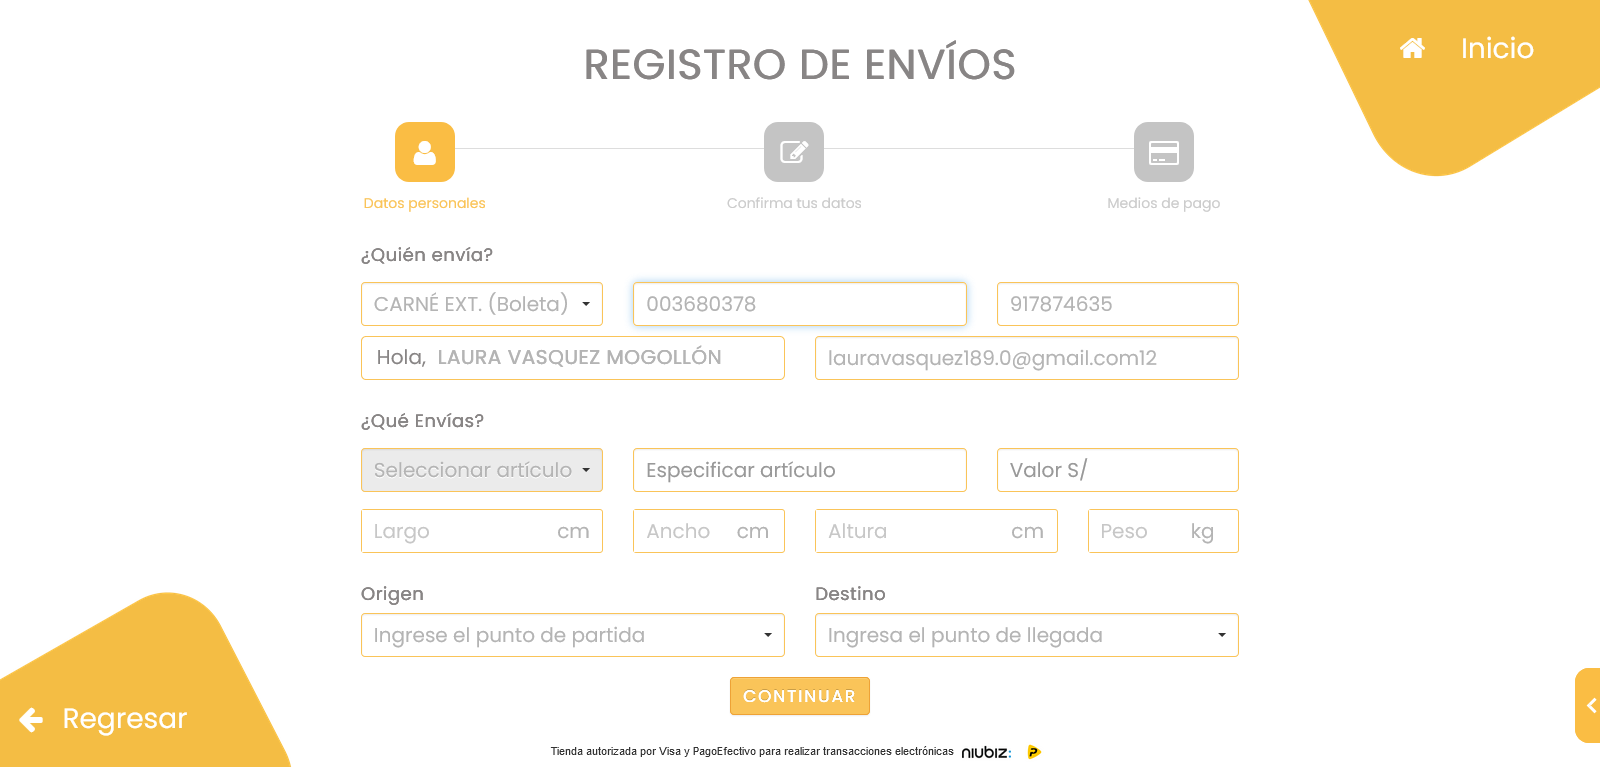 Inicio
REGISTRO DE ENVÍOS
Datos personales
Confirma tus datos
Medios de pago
¿Quién envía?
CARNÉ EXT. (Boleta) 003680378 917874635
Hola, LAURA VASQUEZ MOGOLLÓN lauravasquez189.0@gmail.com12
¿Qué Envías?
Seleccionar artículo Especificar artículo Valor S/
Largo cm Ancho cm Altura cm Peso kg
Origen Destino
Ingrese el punto de partida Ingresa el punto de llegada
CONTINUAR
Regresar
Tienda autorizada por Visa y PagoEfectivo para realizar transacciones electrónicas niubiz: P